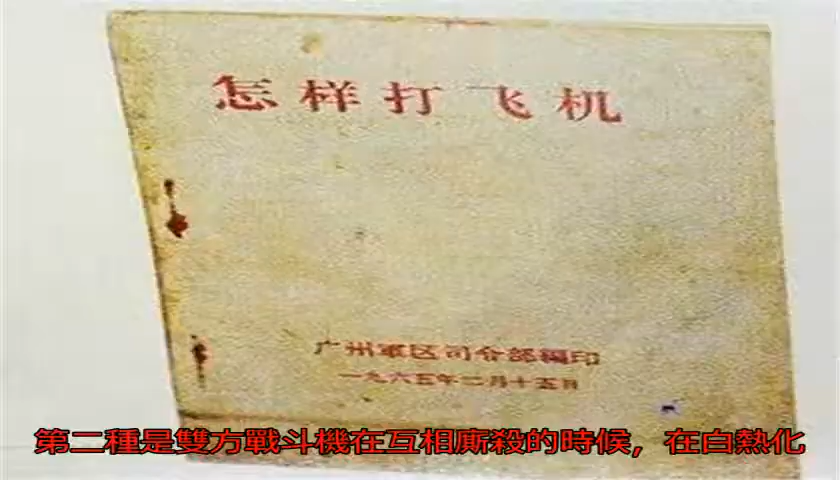 怎样打飞机
广州軍区司令部編印
一九六五年二月十五日
第二種是雙方戰斗機在互相廝殺的時候，在白熱化